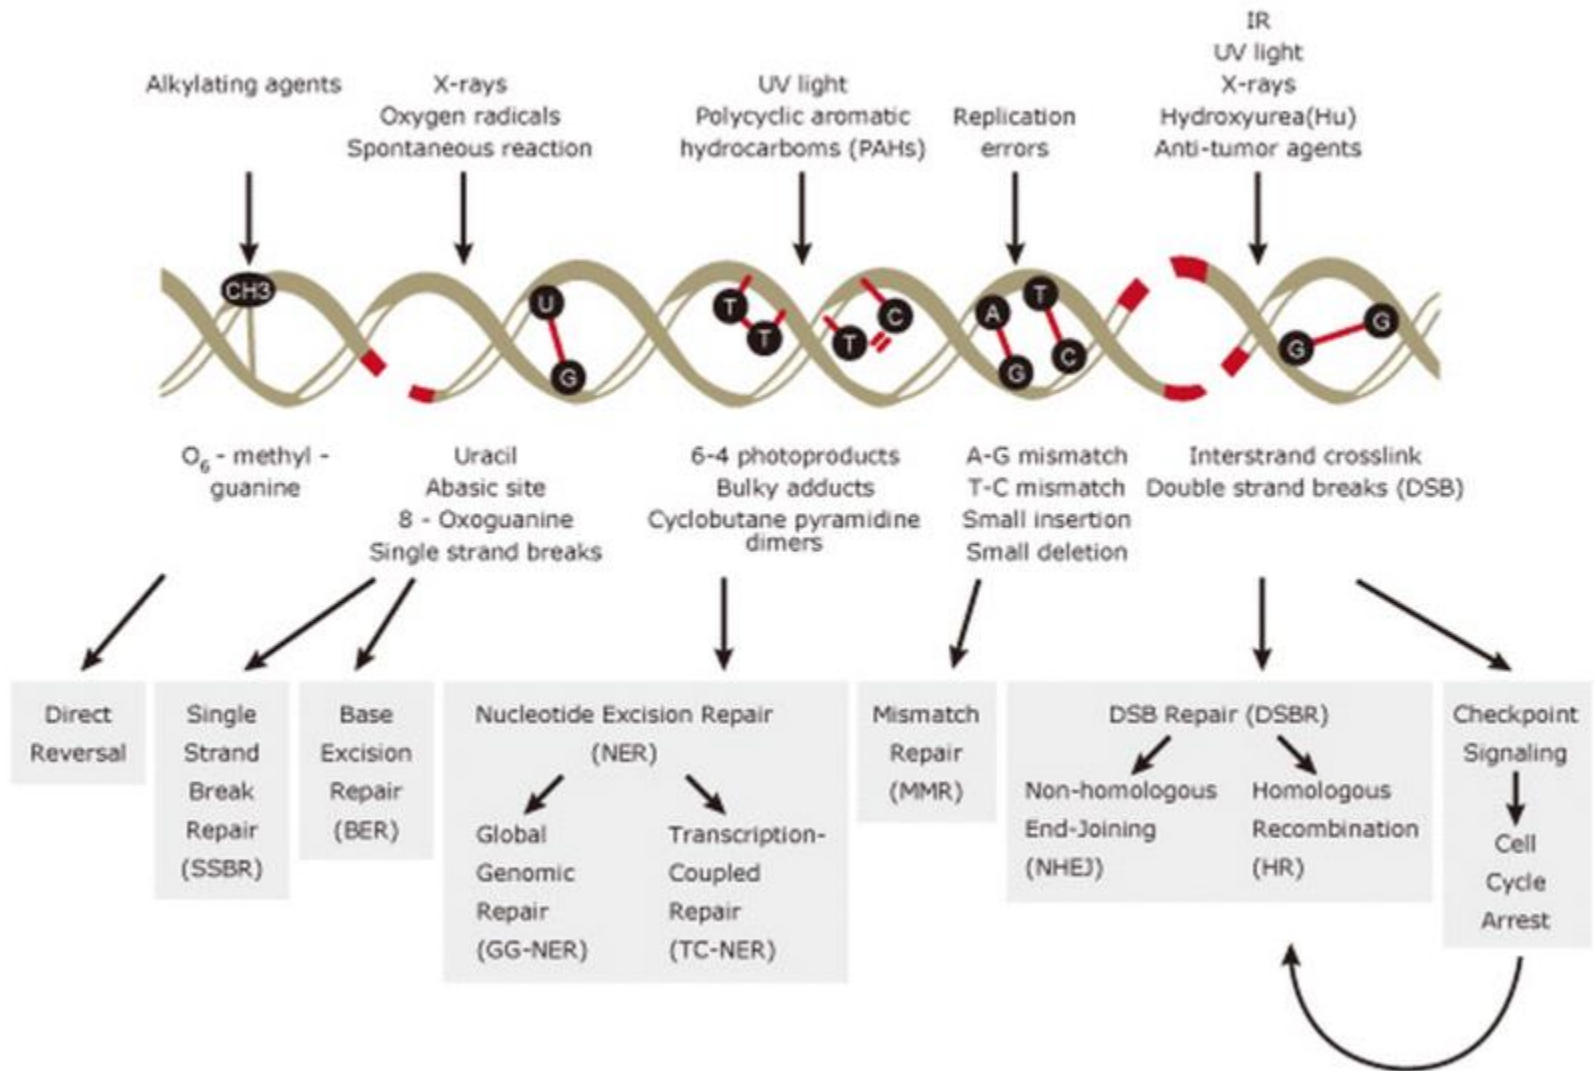 Alkylating agents
X-rays
Oxygen radicals
Spontaneous reaction
UV light
Polycyclic aromatic
hydrocarboms (PAHs)
Replication
errors
IR
UV light
X-rays
Hydroxyurea(Hu)
Anti-tumor agents
CH3
U
G
T
T
T
C
A
G
T
C
G
G
O6 - methyl -
guanine
Uracil
Abasic site
8 - Oxoguanine
Single strand breaks
6-4 photoproducts
Bulky adducts
Cyclobutane pyramidine
dimers
A-G mismatch
T-C mismatch
Small insertion
Small deletion
Interstrand crosslink
Double strand breaks (DSB)
Direct
Reversal
Single
Strand
Break
Repair
(SSBR)
Base
Excision
Repair
(BER)
Nucleotide Excision Repair
(NER)
Global
Genomic
Repair
(GG-NER)
Transcription-
Coupled
Repair
(TC-NER)
Mismatch
Repair
(MMR)
DSB Repair (DSBR)
Non-homologous
End-Joining
(NHEJ)
Homologous
Recombination
(HR)
Checkpoint
Signaling
Cell
Cycle
Arrest